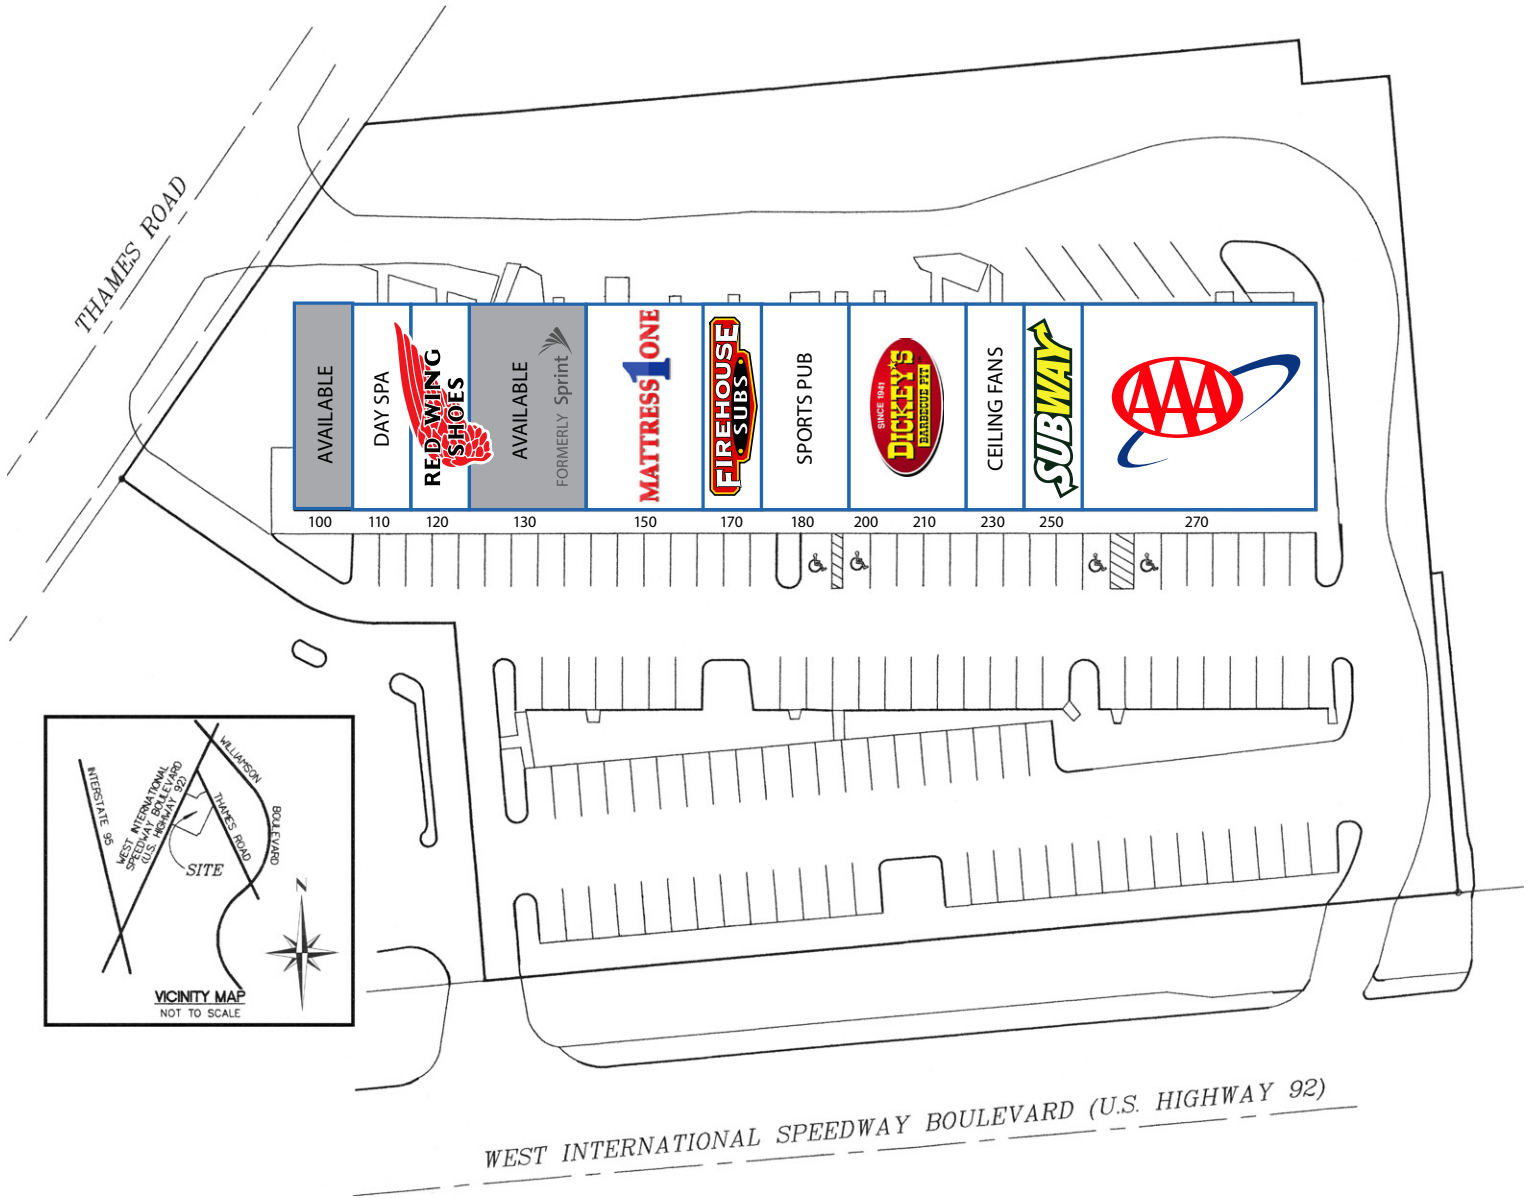 THAMES ROAD
AVAILABLE
DAY SPA
RED WING
SHOES
AVAILABLE
FORMERLY Sprint
MATTRESS 1 ONE
FIREHOUSE
SUBS
SPORTS PUB
SINCE 1941
DICKEY'S
BARBECUE PIT
CEILING FANS
SUBWAY
AAA
100 110 120 130 150 170 180 200 210 230 250 270
INTERSTATE 95
WEST INTERNATIONAL
SPEEDWAY BOULEVARD
(U.S. HIGHWAY 92)
WILLIAMSON
BOULEVARD
THAMES ROAD
SITE
N
VICINITY MAP
NOT TO SCALE
WEST INTERNATIONAL SPEEDWAY BOULEVARD (U.S. HIGHWAY 92)